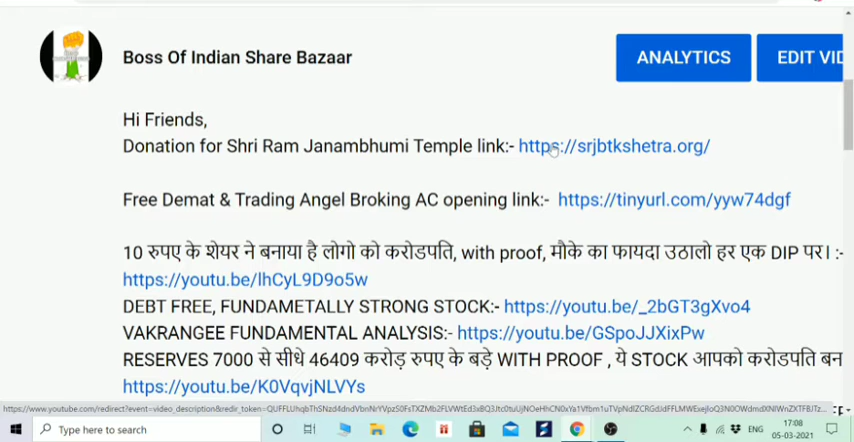 Boss Of Indian Share Bazaar
ANALYTICS
EDIT VID
Hi Friends,
Donation for Shri Ram Janambhumi Temple link:- https://srjbtkshetra.org/
Free Demat & Trading Angel Broking AC opening link:- https://tinyurl.com/yyw74dgf
10 रुपए के शेयर ने बनाया है लोगो को करोडपति, with proof, मौके का फायदा उठालो हर एक DIP पर। :-
https://youtu.be/lhCyL9D9o5w
DEBT FREE, FUNDAMETALLY STRONG STOCK:- https://youtu.be/_2bGT3gXvo4
VAKRANGEE FUNDAMENTAL ANALYSIS:- https://youtu.be/GSpoJJXixPw
RESERVES 7000 से सीधे 46409 करोड़ रुपए के बड़े WITH PROOF , ये STOCK आपको करोडपति बन
https://youtu.be/K0VqvjNLVYs
Type here to search
ENG
17:08
05-03-2021